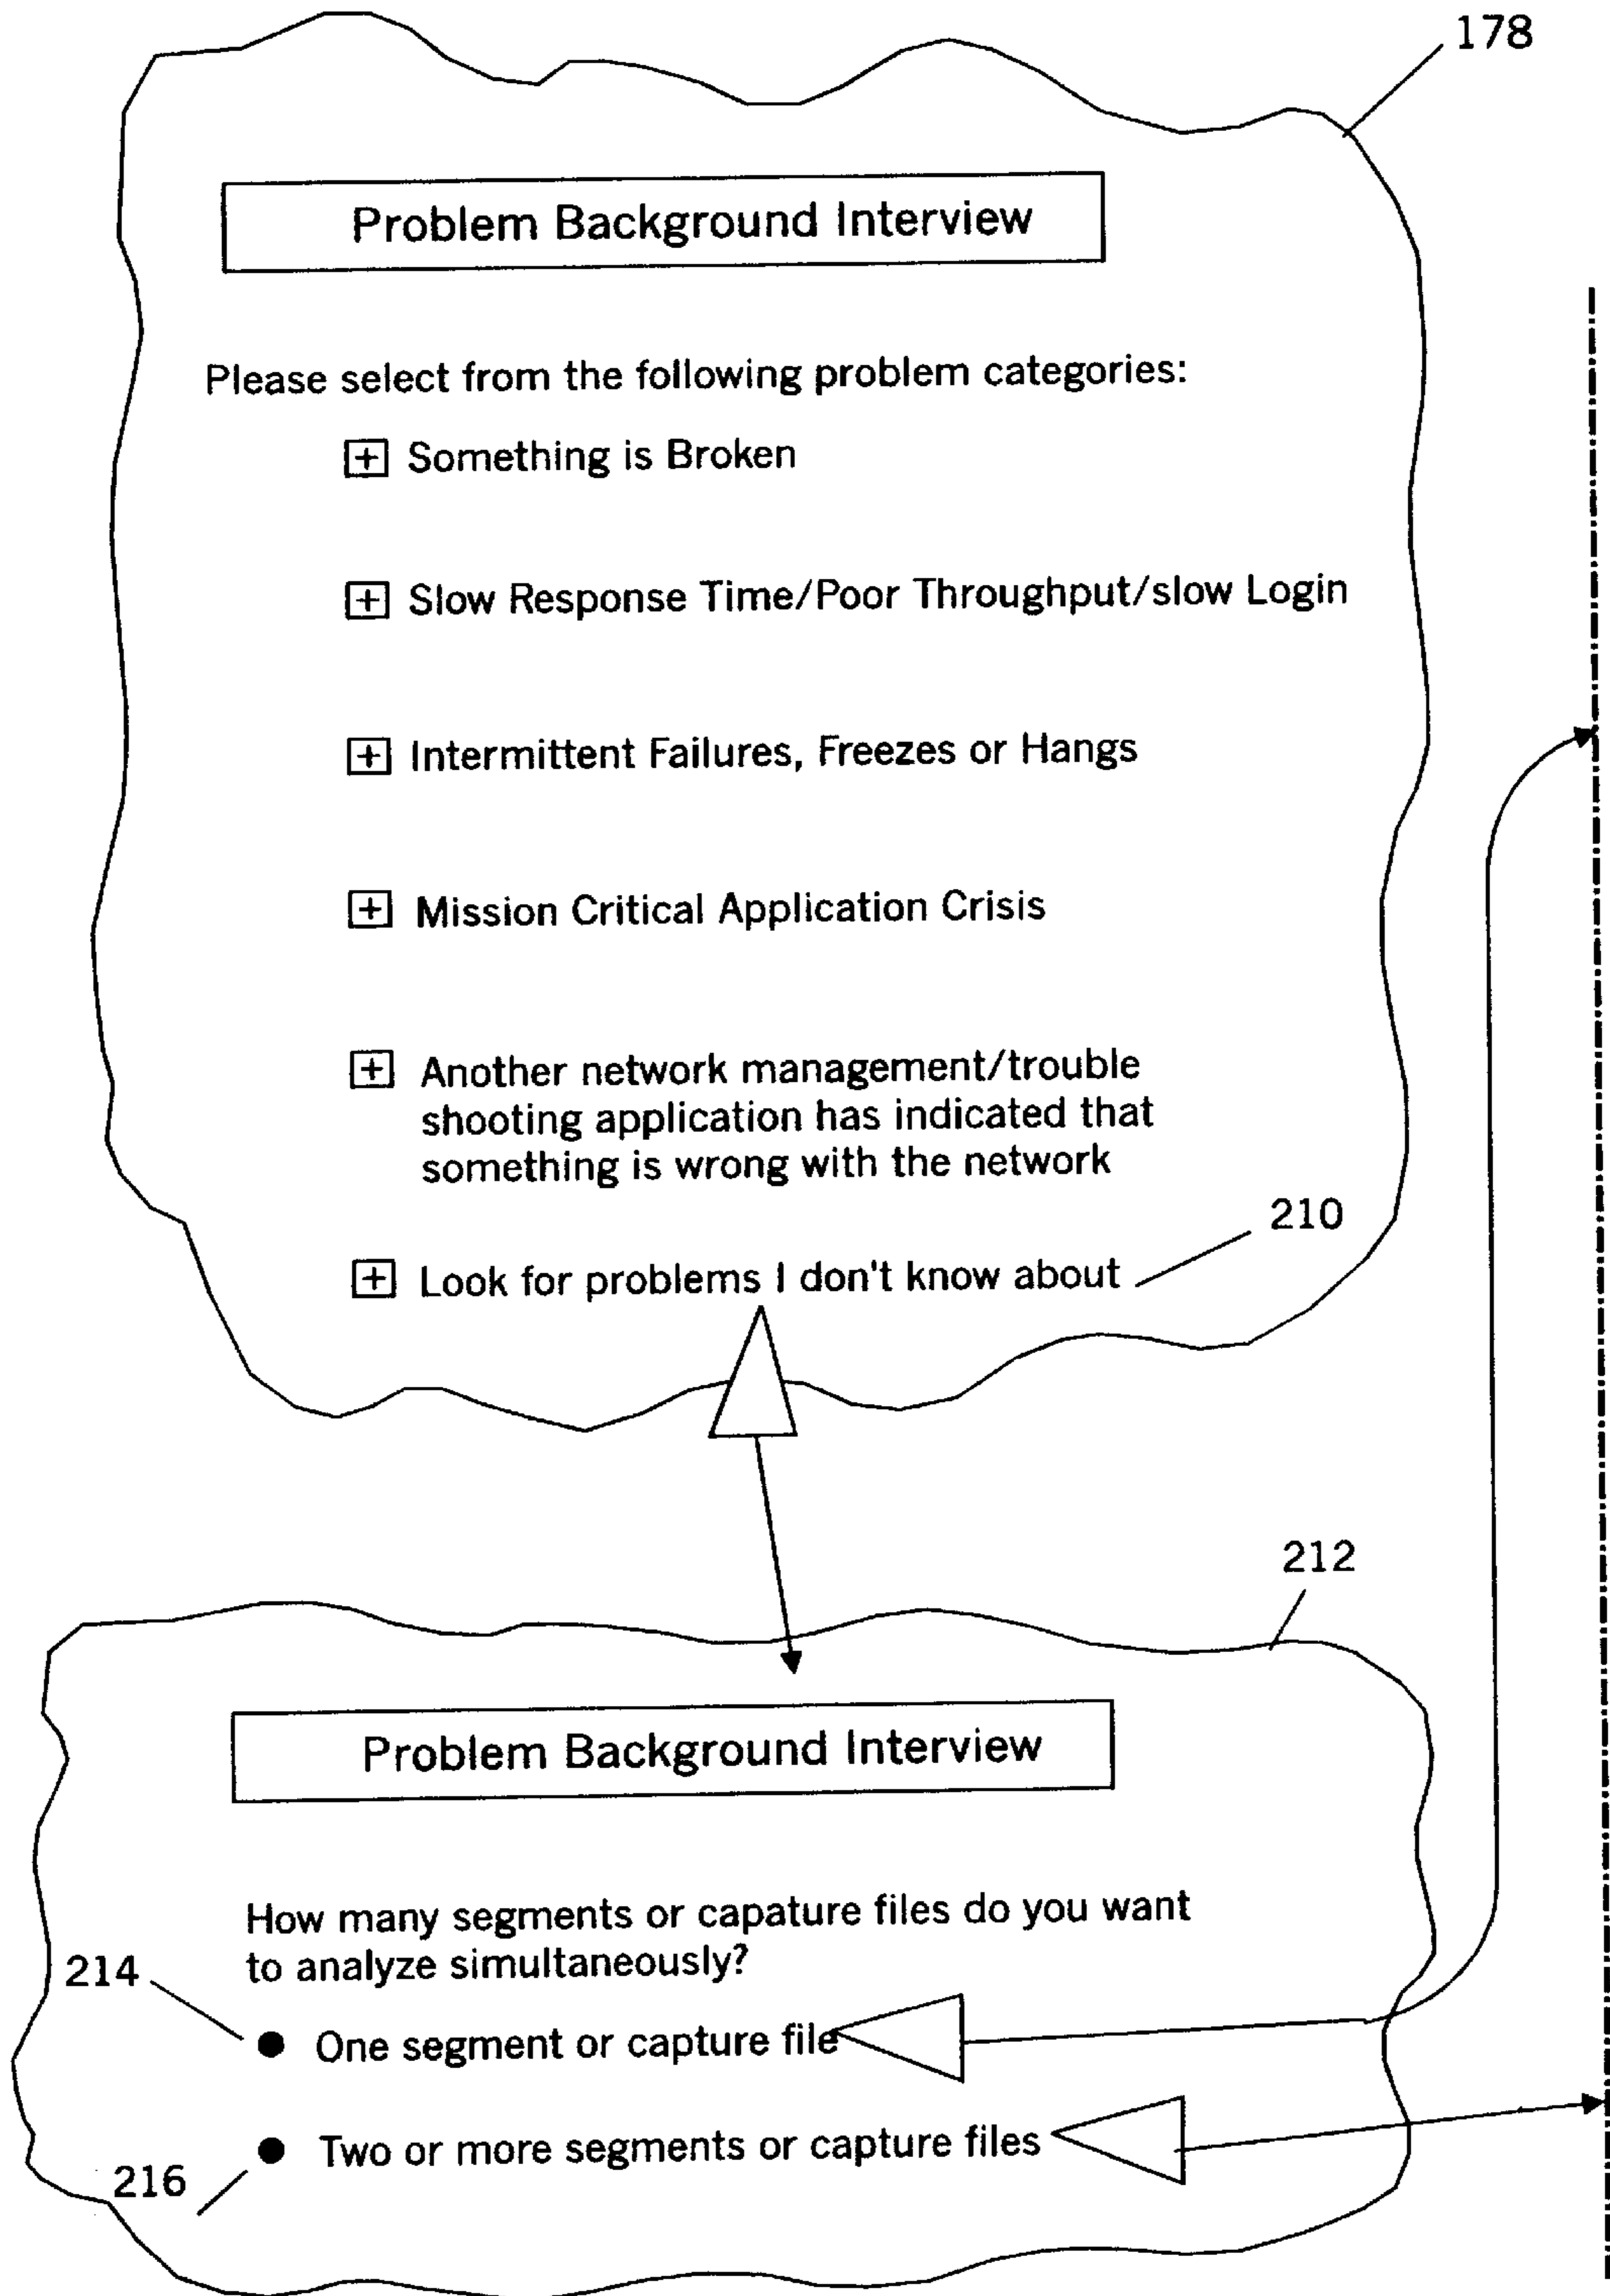 178
Problem Background Interview
Please select from the following problem categories:
+ Something is Broken
+ Slow Response Time/Poor Throughput/slow Login
+ Intermittent Failures, Freezes or Hangs
+ Mission Critical Application Crisis
+ Another network management/trouble
shooting application has indicated that
something is wrong with the network
210
+ Look for problems I don't know about
212
Problem Background Interview
How many segments or capature files do you want
to analyze simultaneously?
214
● One segment or capture file
● Two or more segments or capture files
216